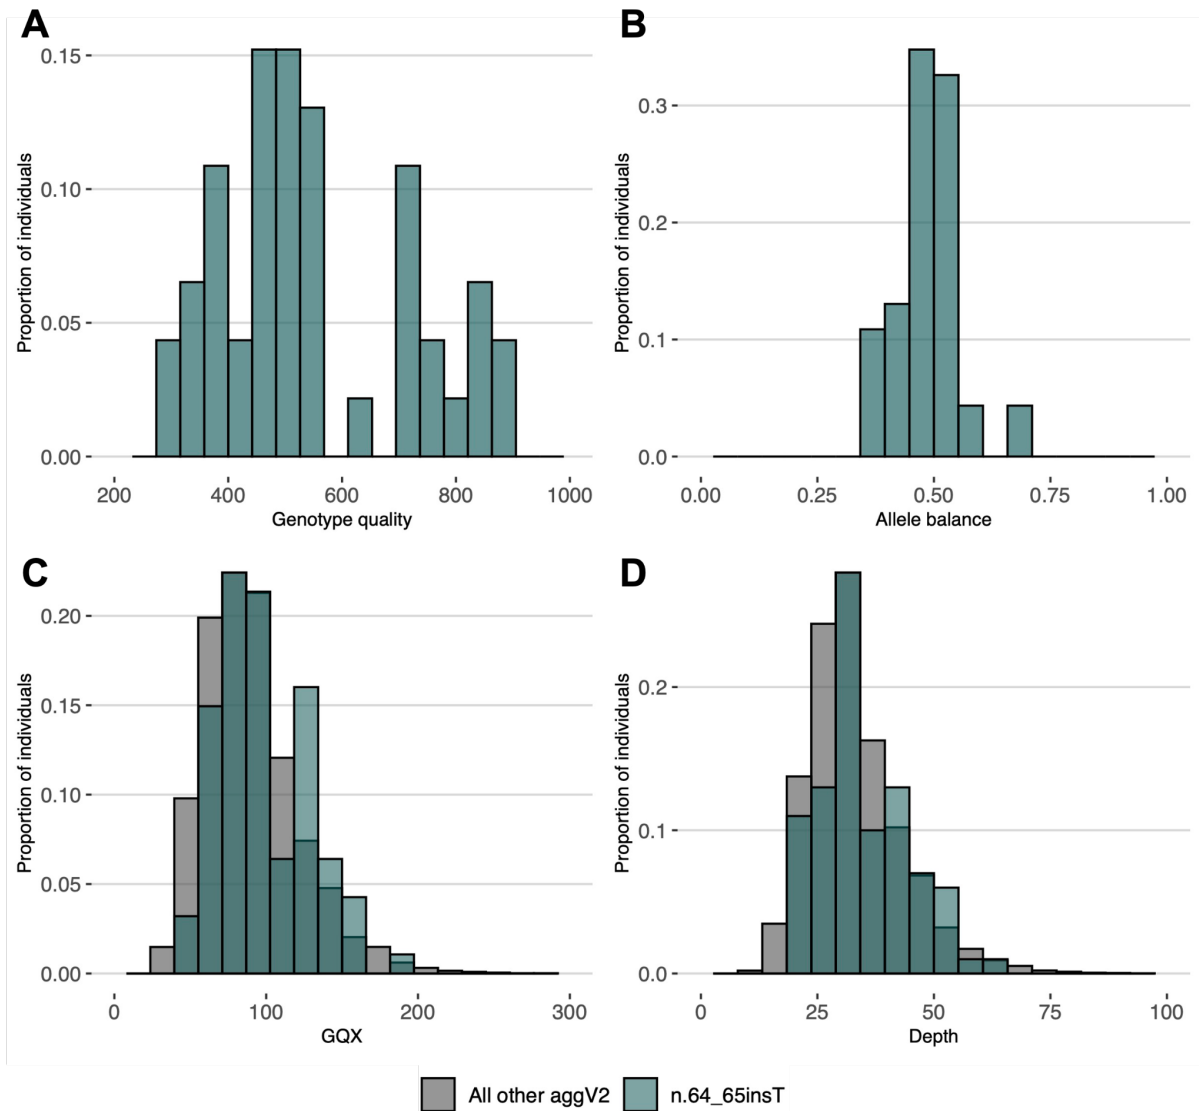 A
Proportion of individuals
0.15
0.10
0.05
0.00
200 400 600 800 1000
Genotype quality
B
Proportion of individuals
0.3
0.2
0.1
0.0
0.00 0.25 0.50 0.75 1.00
Allele balance
C
Proportion of individuals
0.20
0.15
0.10
0.05
0.00
0 100 200 300
GQX
D
Proportion of individuals
0.2
0.1
0.0
0 25 50 75 100
Depth
All other aggV2 n.64_65insT